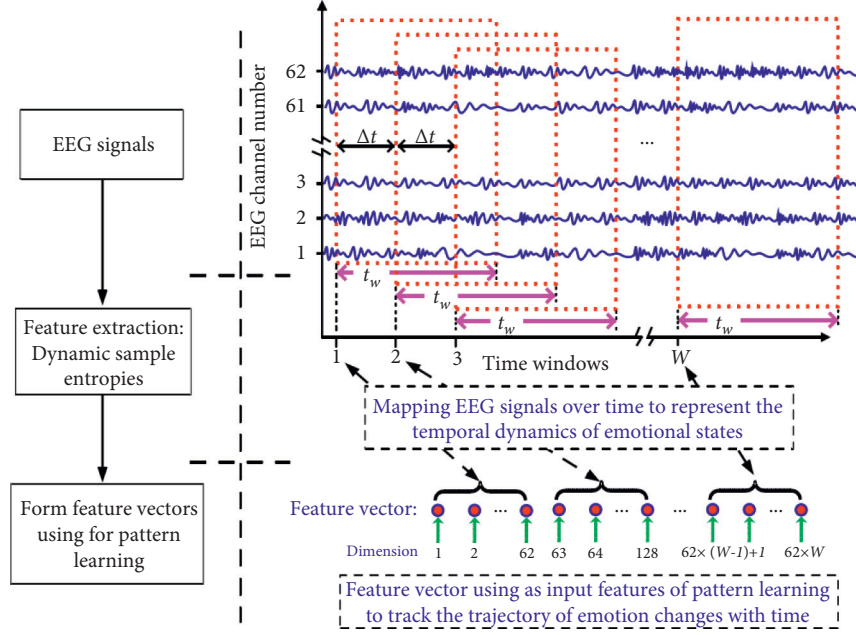 EEG signals
Feature extraction:
Dynamic sample
entropies
Form feature vectors
using for pattern
learning
EEG channel number
62
61
3
2
1
Δt
Δt
...
t_w
t_w
t_w
t_w
1
2
3
Time windows
W
Mapping EEG signals over time to represent the
temporal dynamics of emotional states
Feature vector:
...
...
...
...
Dimension
1
2
62
63
64
128
62× (W-1)+1
62×W
Feature vector using as input features of pattern learning
to track the trajectory of emotion changes with time